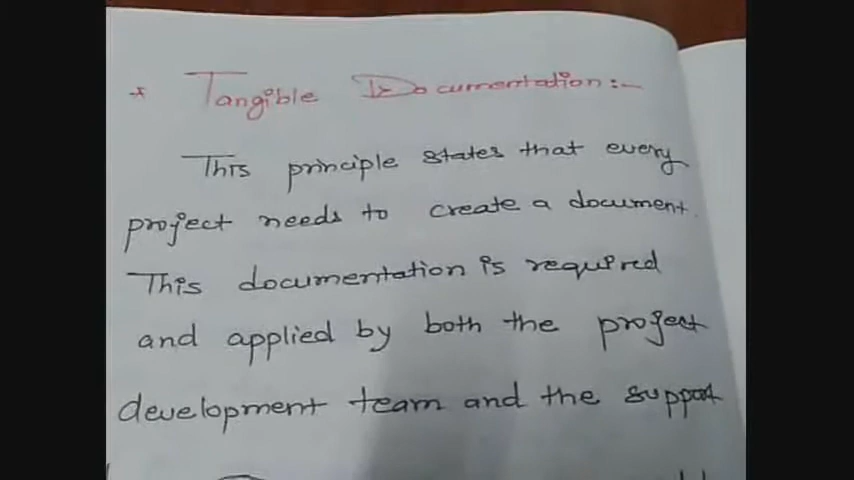 * Tangible Documentation :-
This principle states that every
project needs to create a document.
This documentation is required
and applied by both the project
development team and the support